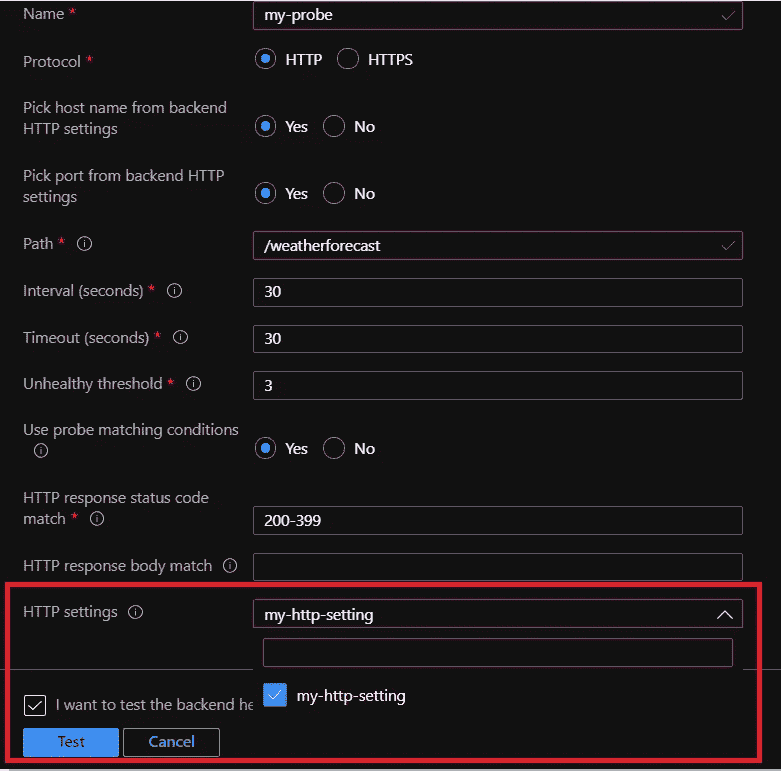 Name *
my-probe
Protocol *
HTTP
HTTPS
Pick host name from backend
HTTP settings
Yes
No
Pick port from backend HTTP
settings
Yes
No
Path *
/weatherforecast
Interval (seconds) *
30
Timeout (seconds) *
30
Unhealthy threshold *
3
Use probe matching conditions
Yes
No
HTTP response status code
match *
200-399
HTTP response body match
HTTP settings
my-http-setting
my-http-setting
I want to test the backend he
Test
Cancel